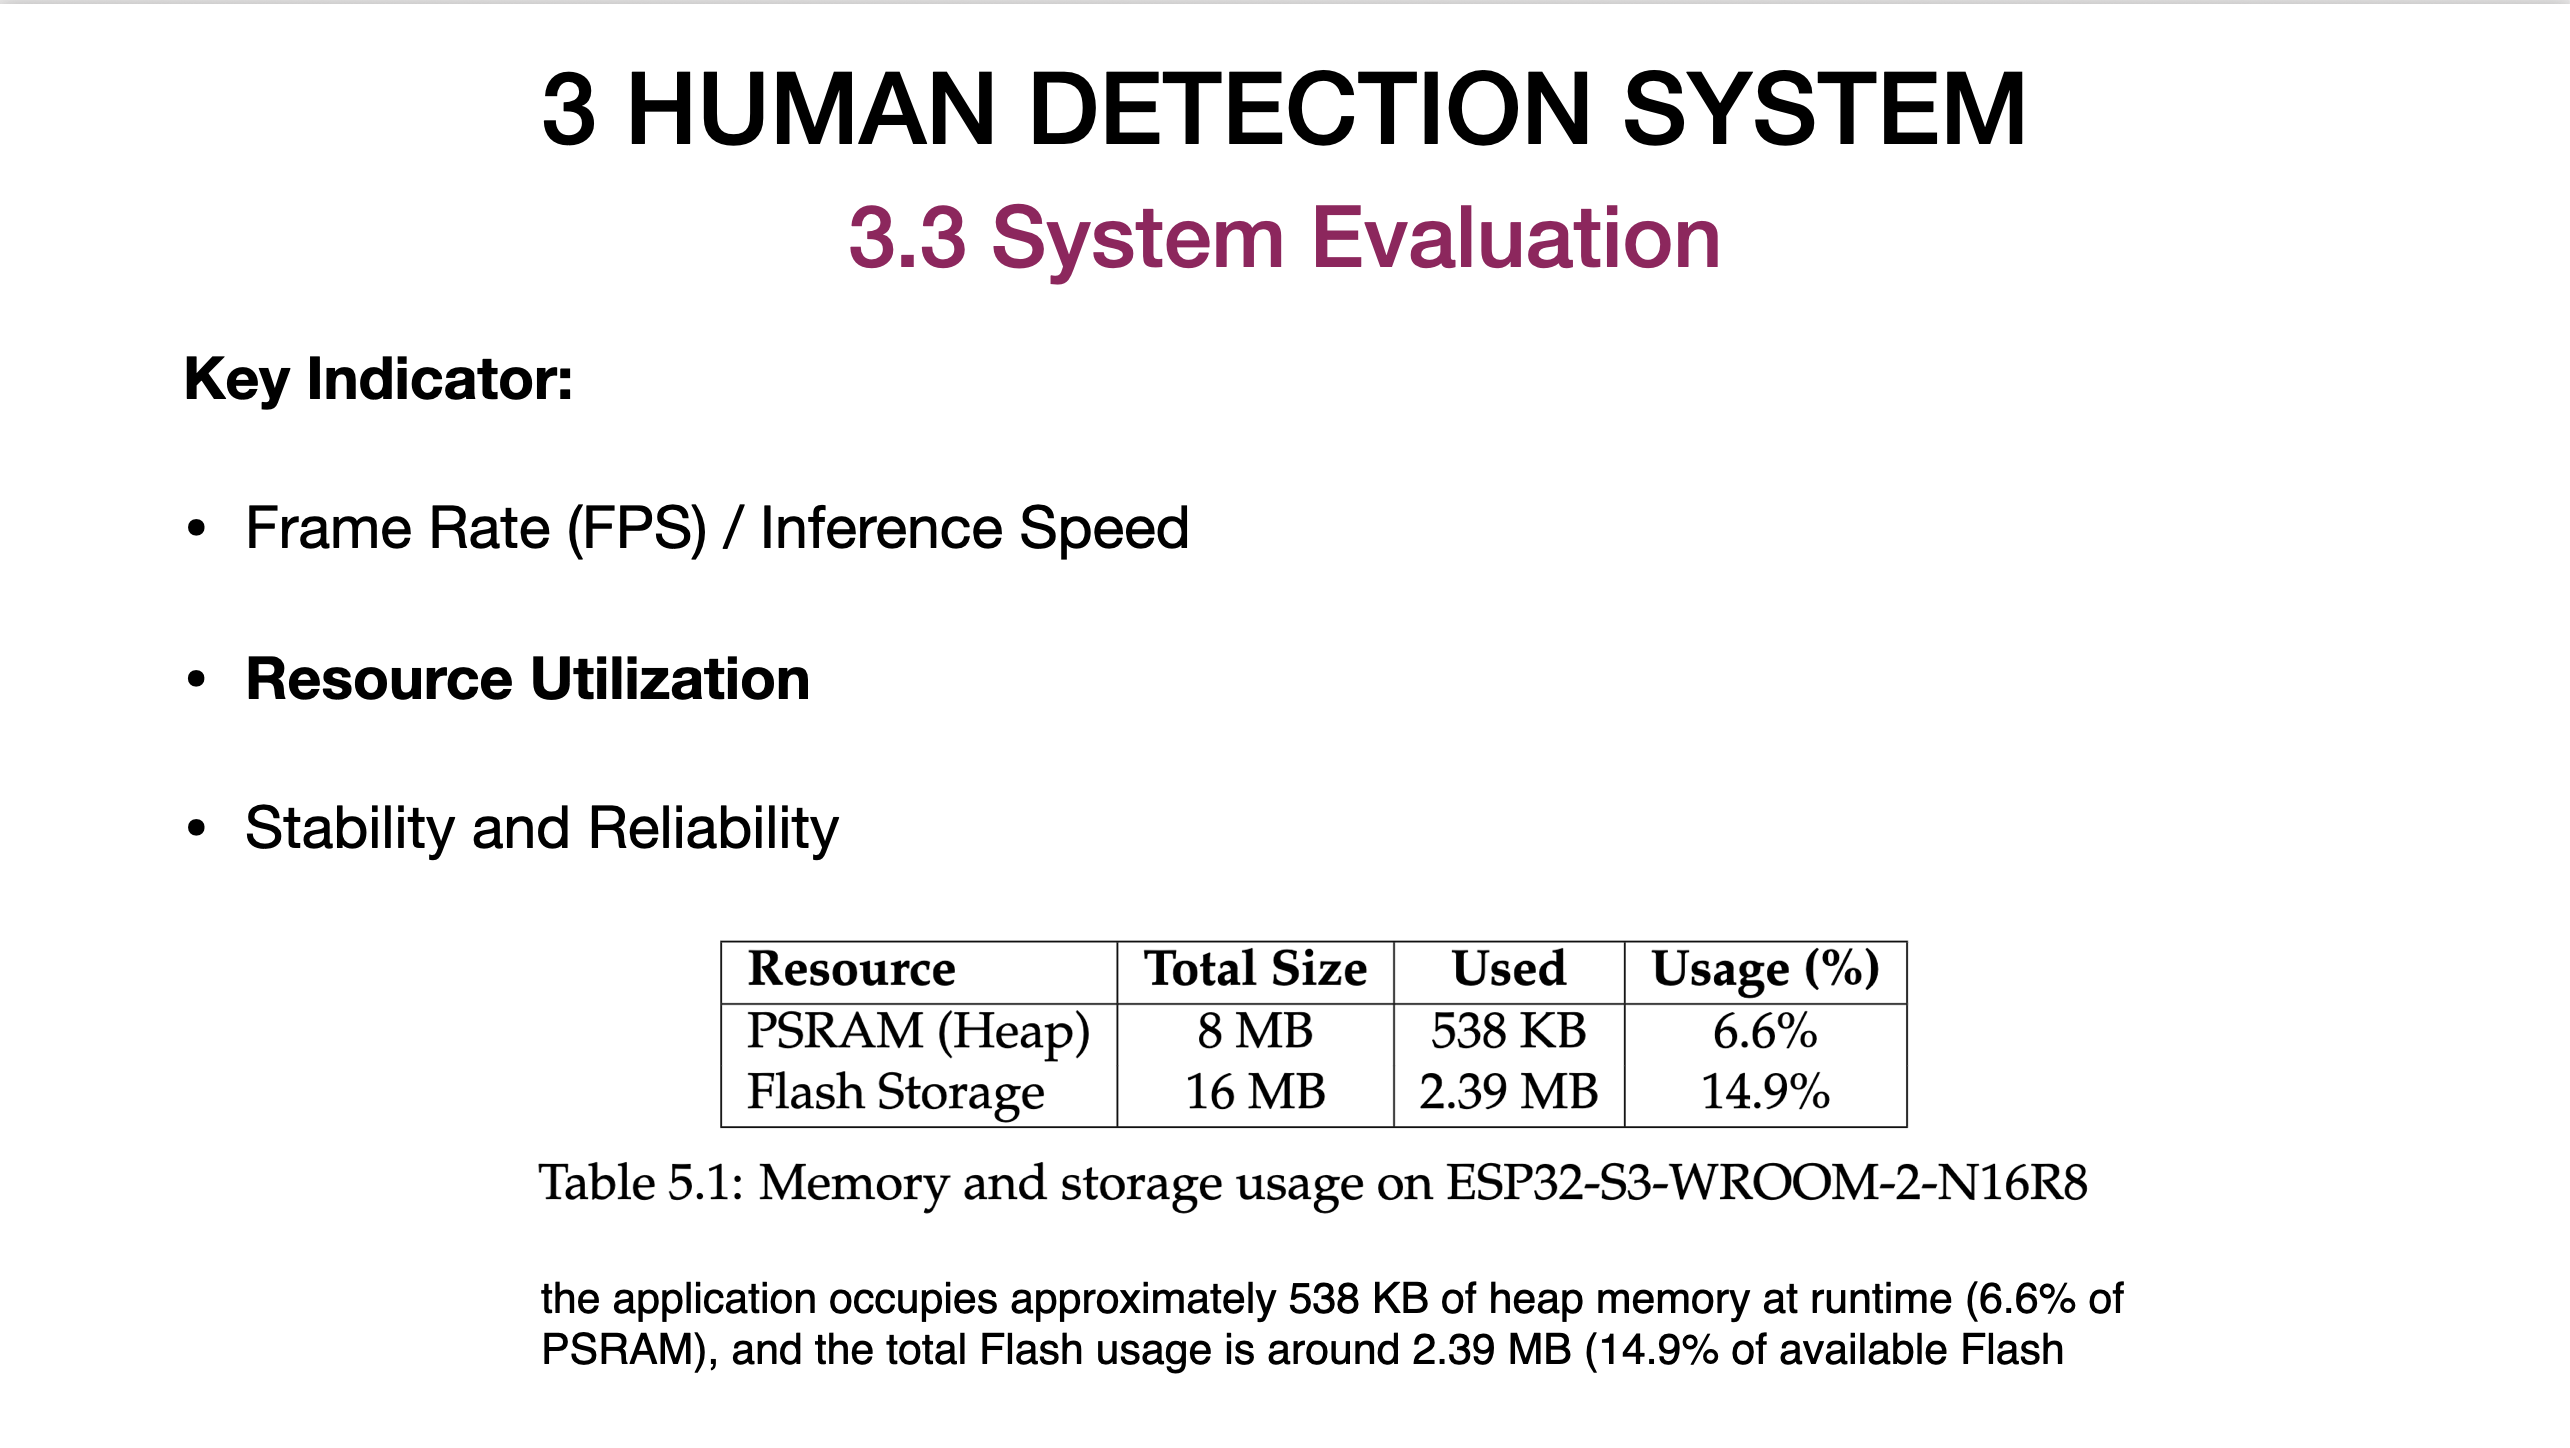 3 HUMAN DETECTION SYSTEM
3.3 System Evaluation
Key Indicator:
• Frame Rate (FPS) / Inference Speed
• Resource Utilization
• Stability and Reliability
Resource Total Size Used Usage (%)
PSRAM (Heap) 8 MB 538 KB 6.6%
Flash Storage 16 MB 2.39 MB 14.9%
Table 5.1: Memory and storage usage on ESP32-S3-WROOM-2-N16R8
the application occupies approximately 538 KB of heap memory at runtime (6.6% of
PSRAM), and the total Flash usage is around 2.39 MB (14.9% of available Flash